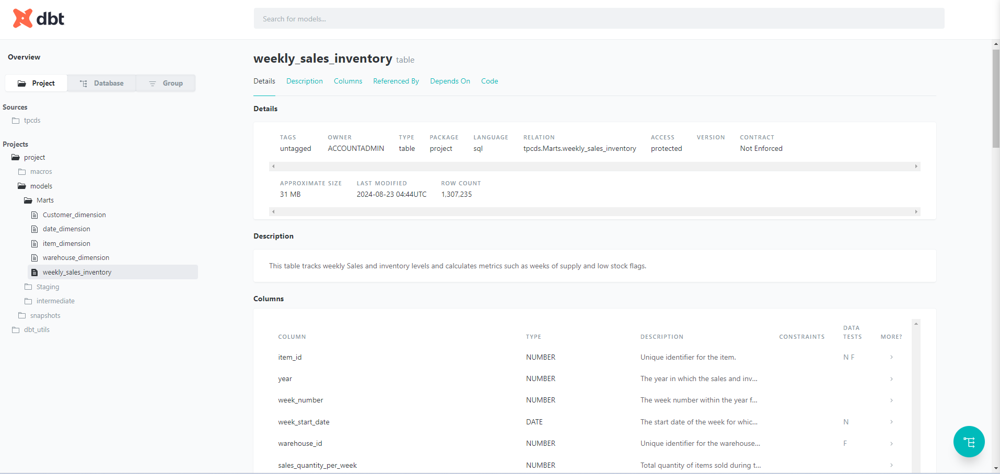 dbt
Search for models...
Overview
Project Database Group
Sources
tpcds
Projects
project
macros
models
Marts
Customer_dimension
date_dimension
item_dimension
warehouse_dimension
weekly_sales_inventory
Staging
intermediate
snapshots
dbt_utils
weekly_sales_inventory table
Details Description Columns Referenced By Depends On Code
Details
TAGS OWNER TYPE PACKAGE LANGUAGE RELATION ACCESS VERSION CONTRACT
untagged ACCOUNTADMIN table project sql tpcds.Marts.weekly_sales_inventory protected Not Enforced
APPROXIMATE SIZE LAST MODIFIED ROW COUNT
31 MB 2024-08-23 04:44UTC 1,307,235
Description
This table tracks weekly Sales and inventory levels and calculates metrics such as weeks of supply and low stock flags.
Columns
COLUMN TYPE DESCRIPTION CONSTRAINTS DATA TESTS MORE?
item_id NUMBER Unique identifier for the item. N F
year NUMBER The year in which the sales and inv...
week_number NUMBER The week number within the year f...
week_start_date DATE The start date of the week for whic... N
warehouse_id NUMBER Unique identifier for the warehouse... F
sales_quantity_per_week NUMBER Total quantity of items sold during t...